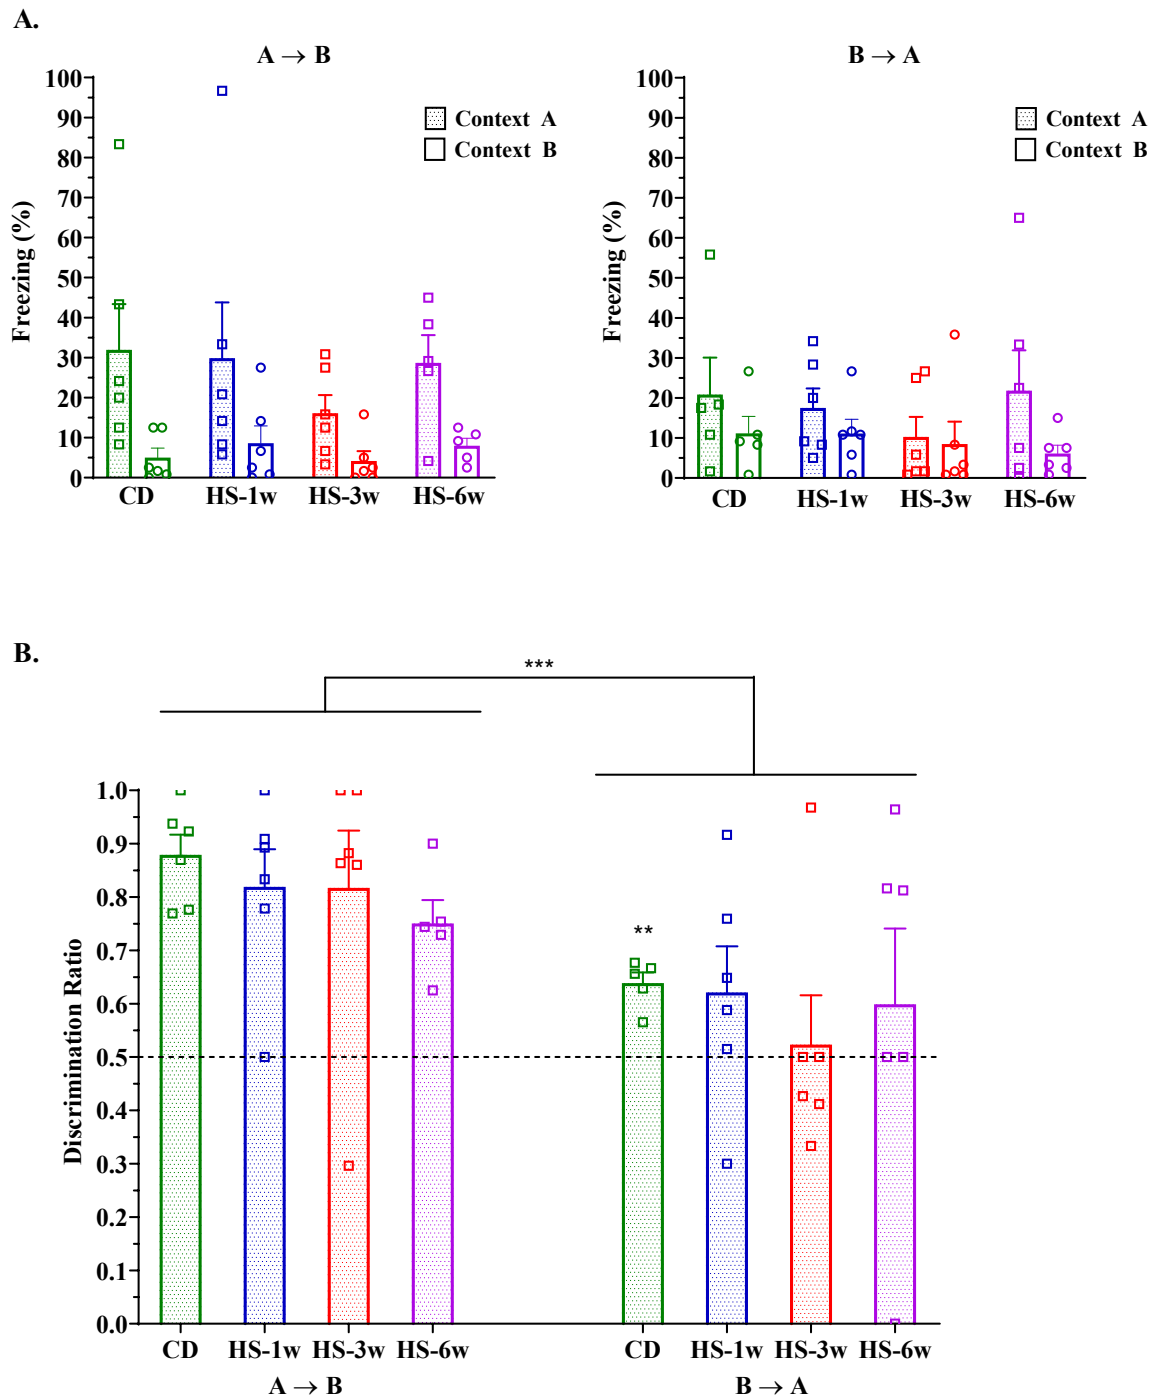 A.
A → B
B → A
100
90
80
70
60
50
40
30
20
10
0
Freezing (%)
Context A
Context B
CD
HS-1w
HS-3w
HS-6w
100
90
80
70
60
50
40
30
20
10
0
Freezing (%)
Context A
Context B
CD
HS-1w
HS-3w
HS-6w
B.
***
**
1.0
0.9
0.8
0.7
0.6
0.5
0.4
0.3
0.2
0.1
0.0
Discrimination Ratio
CD HS-1w HS-3w HS-6w
CD HS-1w HS-3w HS-6w
A → B
B → A